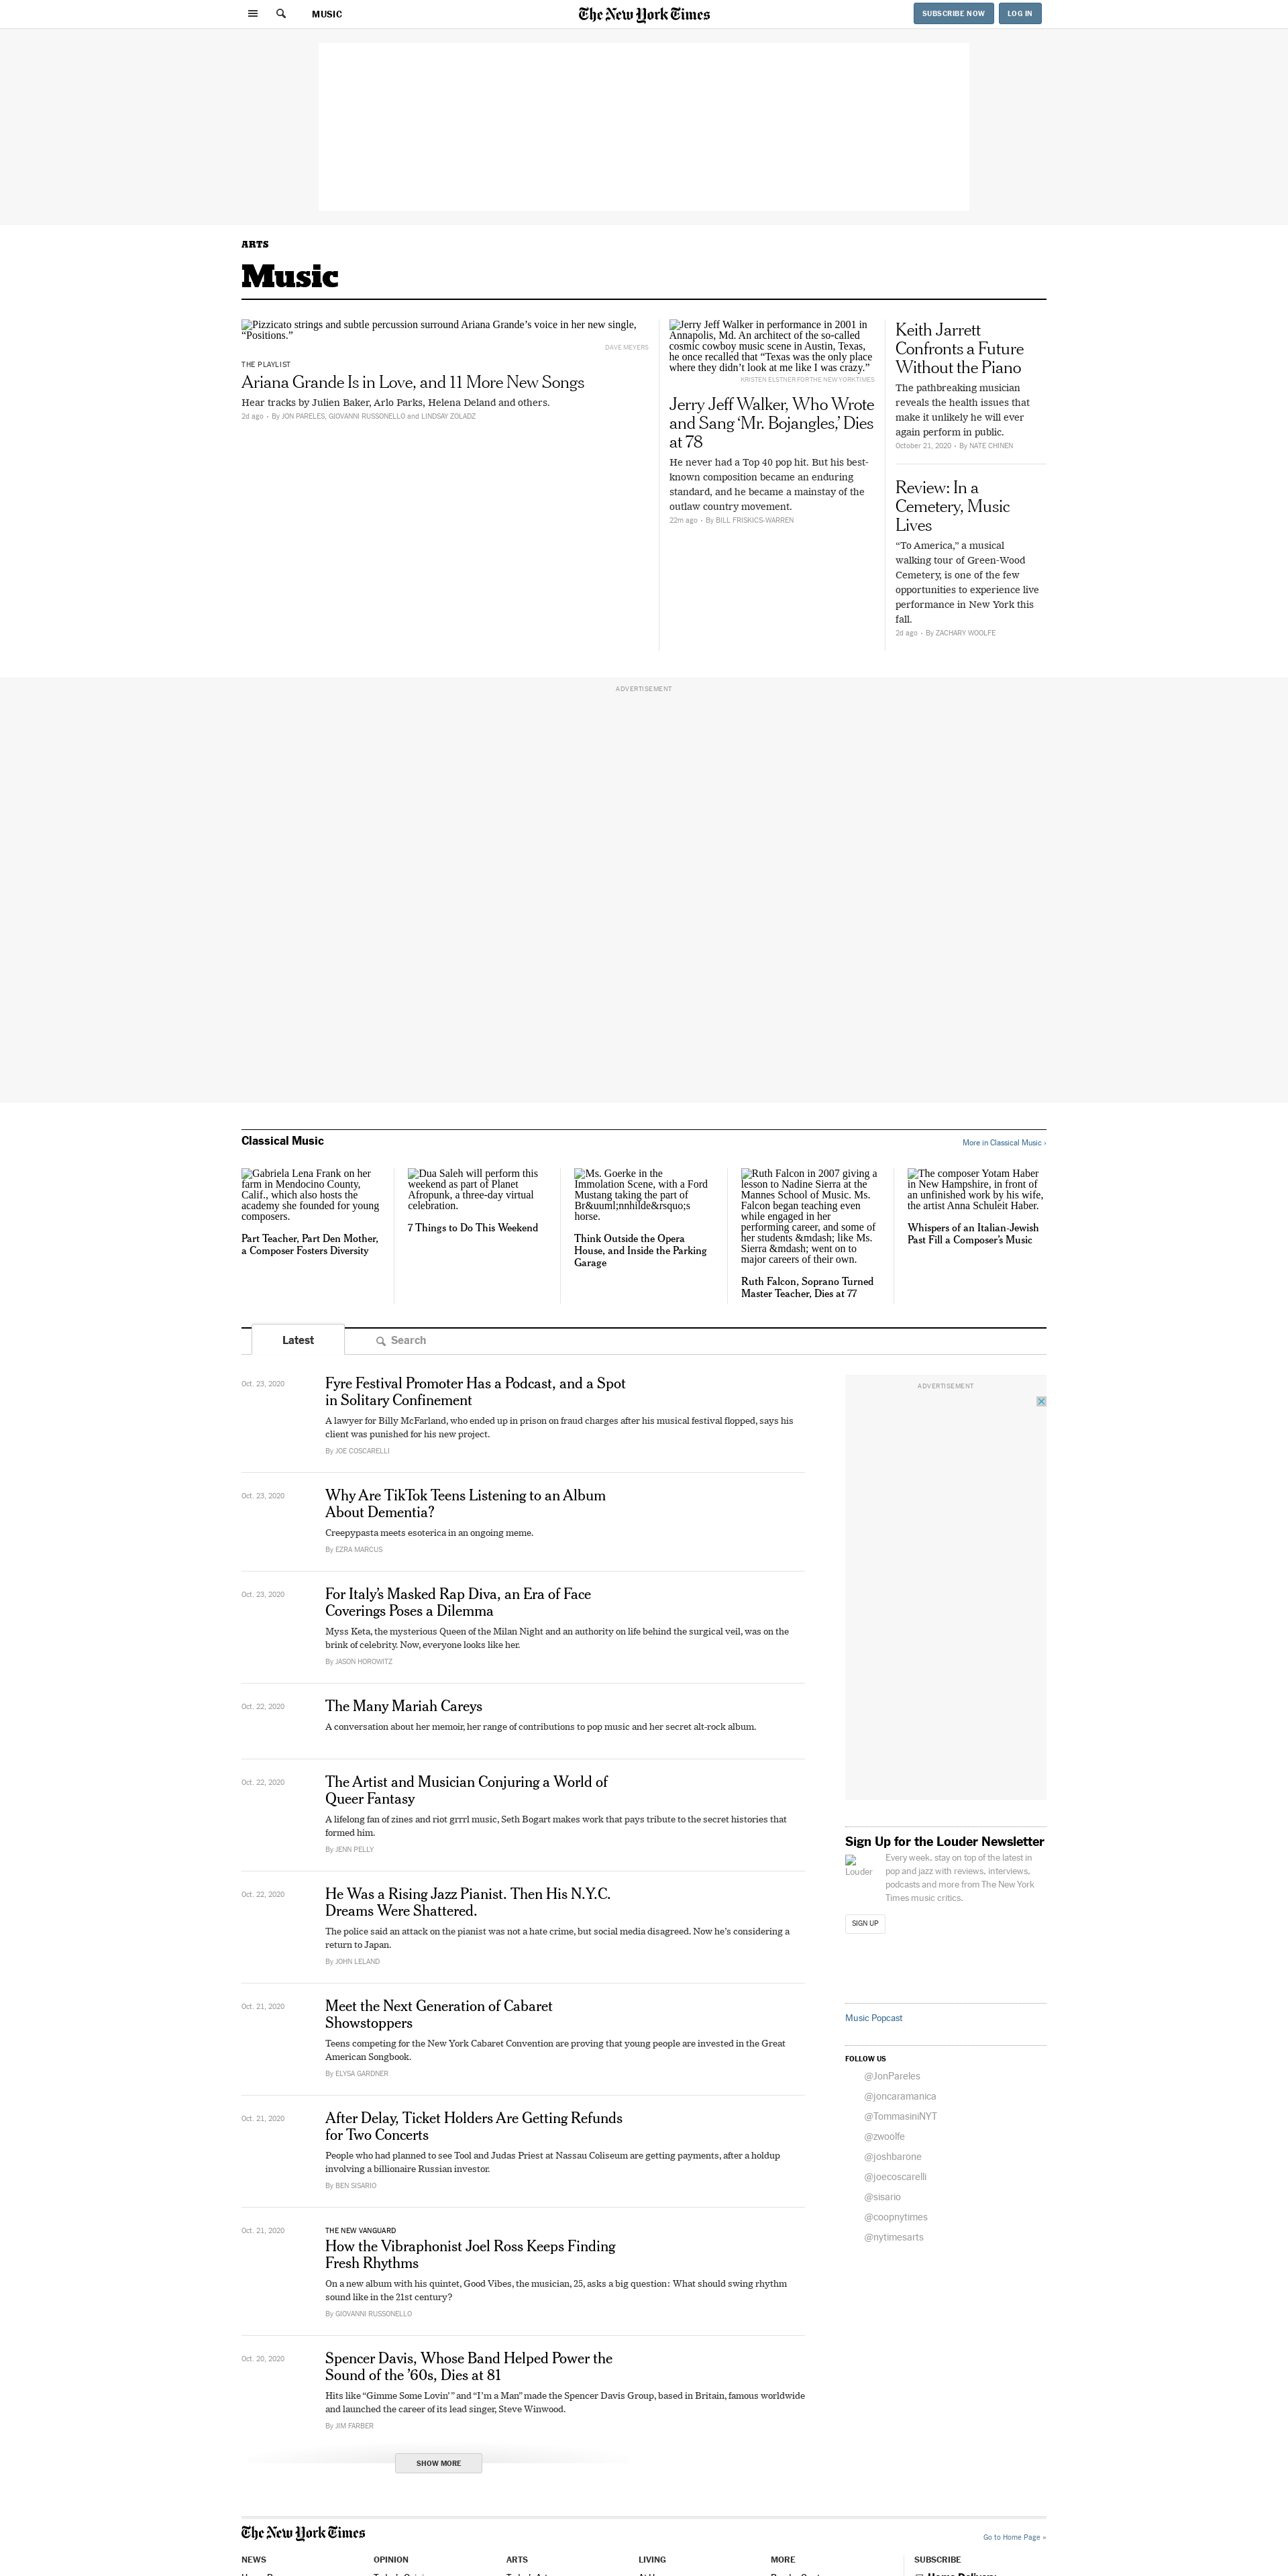 MUSIC
The New York Times
SUBSCRIBE NOW
LOG IN
ARTS
Music
Pizzicato strings and subtle percussion surround Ariana Grande’s voice in her new single,
“Positions.”
DAVE MEYERS
THE PLAYLIST
Ariana Grande Is in Love, and 11 More New Songs
Hear tracks by Julien Baker, Arlo Parks, Helena Deland and others.
2d ago - By JON PARELES, GIOVANNI RUSSONELLO and LINDSAY ZOLADZ
Jerry Jeff Walker in performance in 2001 in
Annapolis, Md. An architect of the so-called
cosmic cowboy music scene in Austin, Texas,
he once recalled that “Texas was the only place
where they didn’t look at me like I was crazy.”
KRISTEN ELSTNER FOR THE NEW YORK TIMES
Jerry Jeff Walker, Who Wrote
and Sang ‘Mr. Bojangles,’ Dies
at 78
He never had a Top 40 pop hit. But his best-
known composition became an enduring
standard, and he became a mainstay of the
outlaw country movement.
22m ago - By BILL FRISKICS-WARREN
Keith Jarrett
Confronts a Future
Without the Piano
The pathbreaking musician
reveals the health issues that
make it unlikely he will ever
again perform in public.
October 21, 2020 - By NATE CHINEN
Review: In a
Cemetery, Music
Lives
“To America,” a musical
walking tour of Green-Wood
Cemetery, is one of the few
opportunities to experience live
performance in New York this
fall.
2d ago - By ZACHARY WOOLFE
ADVERTISEMENT
Classical Music
More in Classical Music ›
Gabriela Lena Frank on her
farm in Mendocino County,
Calif., which also hosts the
academy she founded for young
composers.
Part Teacher, Part Den Mother,
a Composer Fosters Diversity
Dua Saleh will perform this
weekend as part of Planet
Afropunk, a three-day virtual
celebration.
7 Things to Do This Weekend
Ms. Goerke in the
Immolation Scene, with a Ford
Mustang taking the part of
Br&uuml;nnhilde&rsquo;s
horse.
Think Outside the Opera
House, and Inside the Parking
Garage
Ruth Falcon in 2007 giving a
lesson to Nadine Sierra at the
Mannes School of Music. Ms.
Falcon began teaching even
while engaged in her
performing career, and some of
her students &mdash; like Ms.
Sierra &mdash; went on to
major careers of their own.
Ruth Falcon, Soprano Turned
Master Teacher, Dies at 77
The composer Yotam Haber
in New Hampshire, in front of
an unfinished work by his wife,
the artist Anna Schuleit Haber.
Whispers of an Italian-Jewish
Past Fill a Composer’s Music
Latest
Search
Oct. 23, 2020
Fyre Festival Promoter Has a Podcast, and a Spot
in Solitary Confinement
A lawyer for Billy McFarland, who ended up in prison on fraud charges after his musical festival flopped, says his
client was punished for his new project.
By JOE COSCARELLI
Oct. 23, 2020
Why Are TikTok Teens Listening to an Album
About Dementia?
Creepypasta meets esoterica in an ongoing meme.
By EZRA MARCUS
Oct. 23, 2020
For Italy’s Masked Rap Diva, an Era of Face
Coverings Poses a Dilemma
Myss Keta, the mysterious Queen of the Milan Night and an authority on life behind the surgical veil, was on the
brink of celebrity. Now, everyone looks like her.
By JASON HOROWITZ
Oct. 22, 2020
The Many Mariah Careys
A conversation about her memoir, her range of contributions to pop music and her secret alt-rock album.
Oct. 22, 2020
The Artist and Musician Conjuring a World of
Queer Fantasy
A lifelong fan of zines and riot grrrl music, Seth Bogart makes work that pays tribute to the secret histories that
formed him.
By JENN PELLY
Oct. 22, 2020
He Was a Rising Jazz Pianist. Then His N.Y.C.
Dreams Were Shattered.
The police said an attack on the pianist was not a hate crime, but social media disagreed. Now he’s considering a
return to Japan.
By JOHN LELAND
Oct. 21, 2020
Meet the Next Generation of Cabaret
Showstoppers
Teens competing for the New York Cabaret Convention are proving that young people are invested in the Great
American Songbook.
By ELYSA GARDNER
Oct. 21, 2020
After Delay, Ticket Holders Are Getting Refunds
for Two Concerts
People who had planned to see Tool and Judas Priest at Nassau Coliseum are getting payments, after a holdup
involving a billionaire Russian investor.
By BEN SISARIO
Oct. 21, 2020
THE NEW VANGUARD
How the Vibraphonist Joel Ross Keeps Finding
Fresh Rhythms
On a new album with his quintet, Good Vibes, the musician, 25, asks a big question: What should swing rhythm
sound like in the 21st century?
By GIOVANNI RUSSONELLO
Oct. 20, 2020
Spencer Davis, Whose Band Helped Power the
Sound of the ’60s, Dies at 81
Hits like “Gimme Some Lovin’ ” and “I’m a Man” made the Spencer Davis Group, based in Britain, famous worldwide
and launched the career of its lead singer, Steve Winwood.
By JIM FARBER
SHOW MORE
ADVERTISEMENT
Sign Up for the Louder Newsletter
Louder
Every week, stay on top of the latest in
pop and jazz with reviews, interviews,
podcasts and more from The New York
Times music critics.
SIGN UP
Music Popcast
FOLLOW US
@JonPareles
@joncaramanica
@TommasiniNYT
@zwoolfe
@joshbarone
@joecoscarelli
@sisario
@coopnytimes
@nytimesarts
The New York Times
Go to Home Page »
NEWS
OPINION
ARTS
LIVING
MORE
SUBSCRIBE